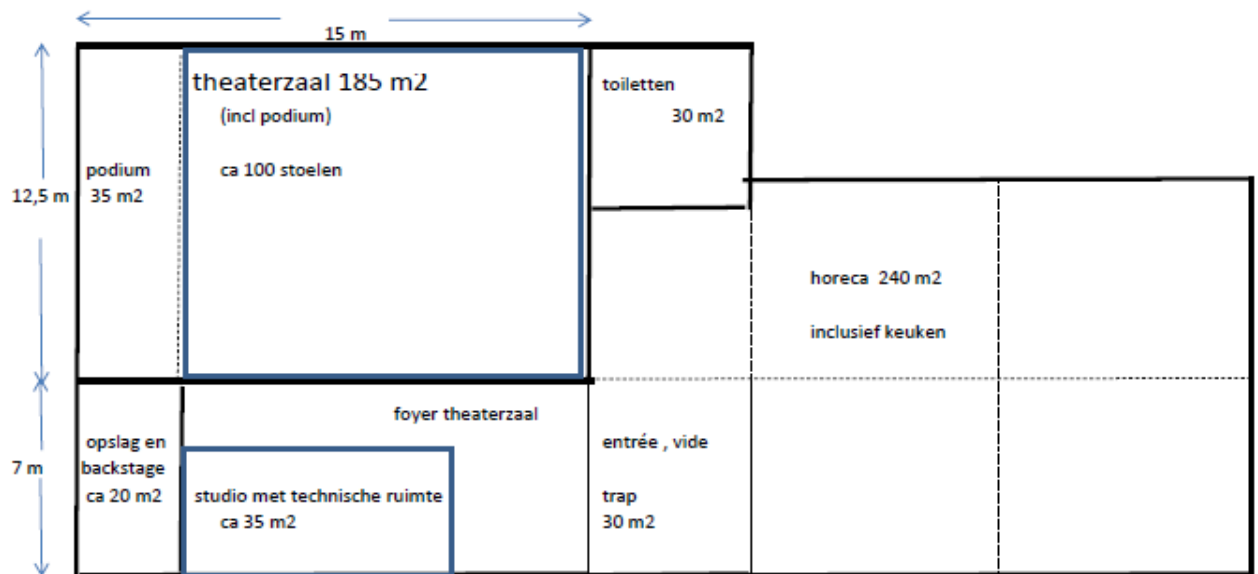 15 m
theaterzaal 185 m2
(incl podium)
ca 100 stoelen
toiletten
30 m2
podium
35 m2
12,5 m
horeca 240 m2
inclusief keuken
foyer theaterzaal
opslag en
backstage
ca 20 m2
7 m
studio met technische ruimte
ca 35 m2
entrée , vide
trap
30 m2